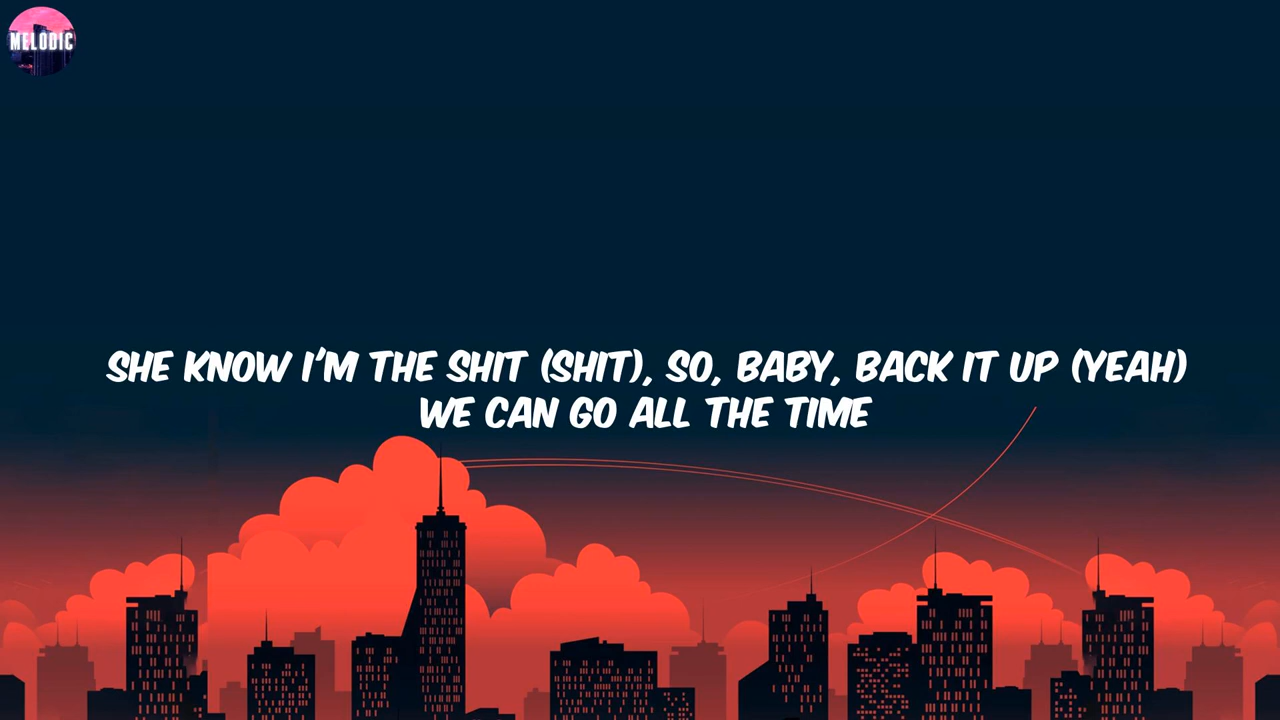 MELODIC
SHE KNOW I'M THE SHIT (SHIT), SO, BABY, BACK IT UP (YEAH)
WE CAN GO ALL THE TIME